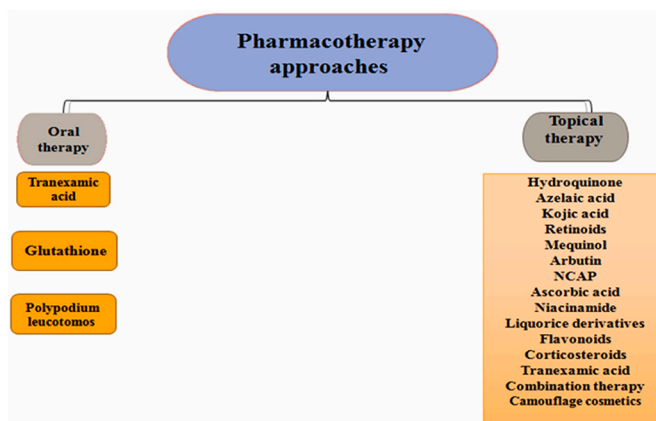 Pharmacotherapy
approaches
Oral
therapy
Tranexamic
acid
Glutathione
Polypodium
leucotomos
Topical
therapy
Hydroquinone
Azelaic acid
Kojic acid
Retinoids
Mequinol
Arbutin
NCAP
Ascorbic acid
Niacinamide
Liquorice derivatives
Flavonoids
Corticosteroids
Tranexamic acid
Combination therapy
Camouflage cosmetics